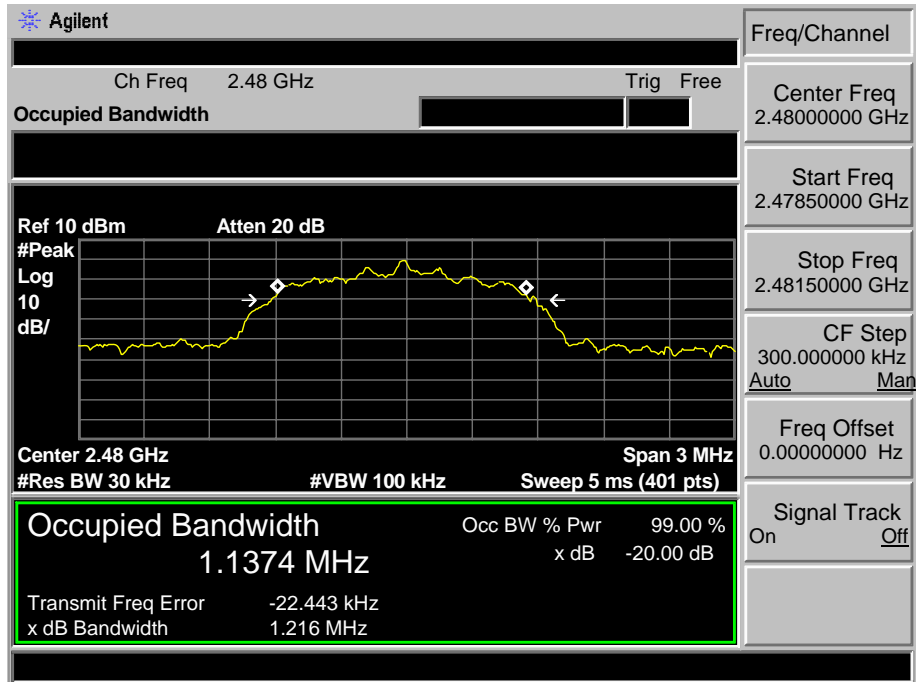 Agilent
Ch Freq 2.48 GHz Trig Free
Occupied Bandwidth
Ref 10 dBm Atten 20 dB
#Peak
Log
10
dB/
Center 2.48 GHz Span 3 MHz
#Res BW 30 kHz #VBW 100 kHz Sweep 5 ms (401 pts)
Occupied Bandwidth Occ BW % Pwr 99.00 %
1.1374 MHz x dB -20.00 dB
Transmit Freq Error -22.443 kHz
x dB Bandwidth 1.216 MHz
Freq/Channel
Center Freq
2.48000000 GHz
Start Freq
2.47850000 GHz
Stop Freq
2.48150000 GHz
CF Step
300.000000 kHz
Auto Man
Freq Offset
0.00000000 Hz
Signal Track
On Off